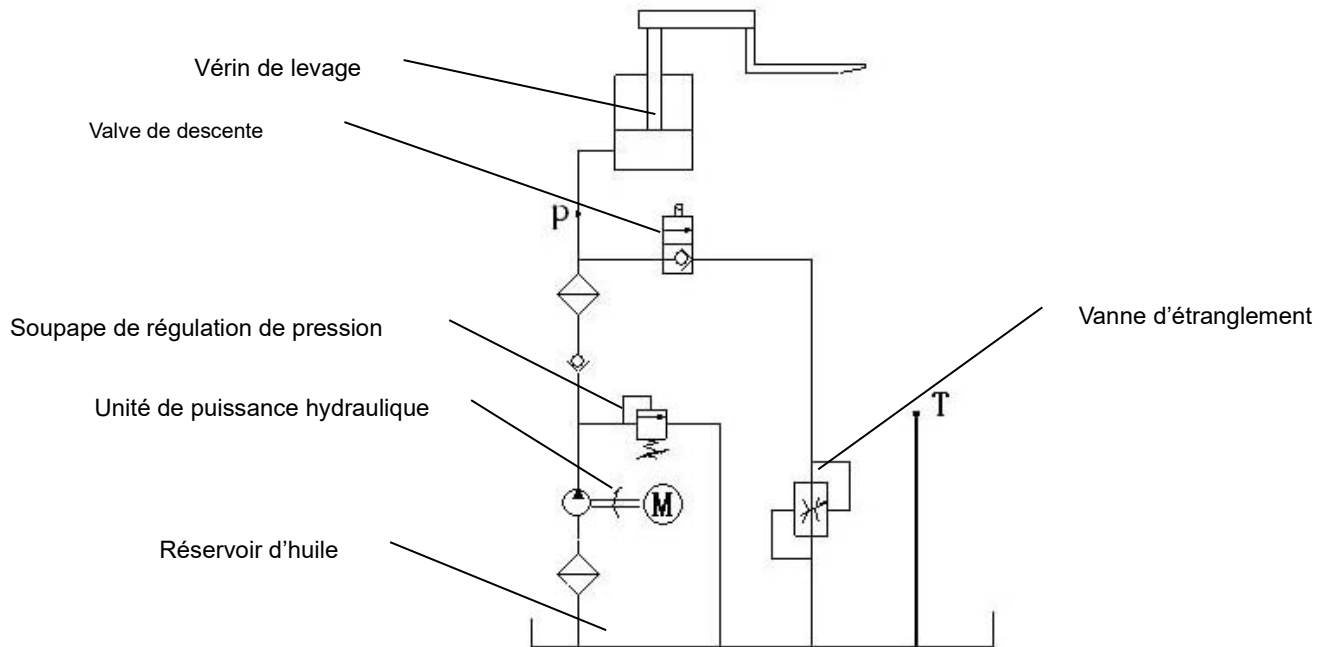 Vérin de levage
Valve de descente
P
Soupape de régulation de pression
Vanne d’étranglement
Unité de puissance hydraulique
T
M
Réservoir d’huile